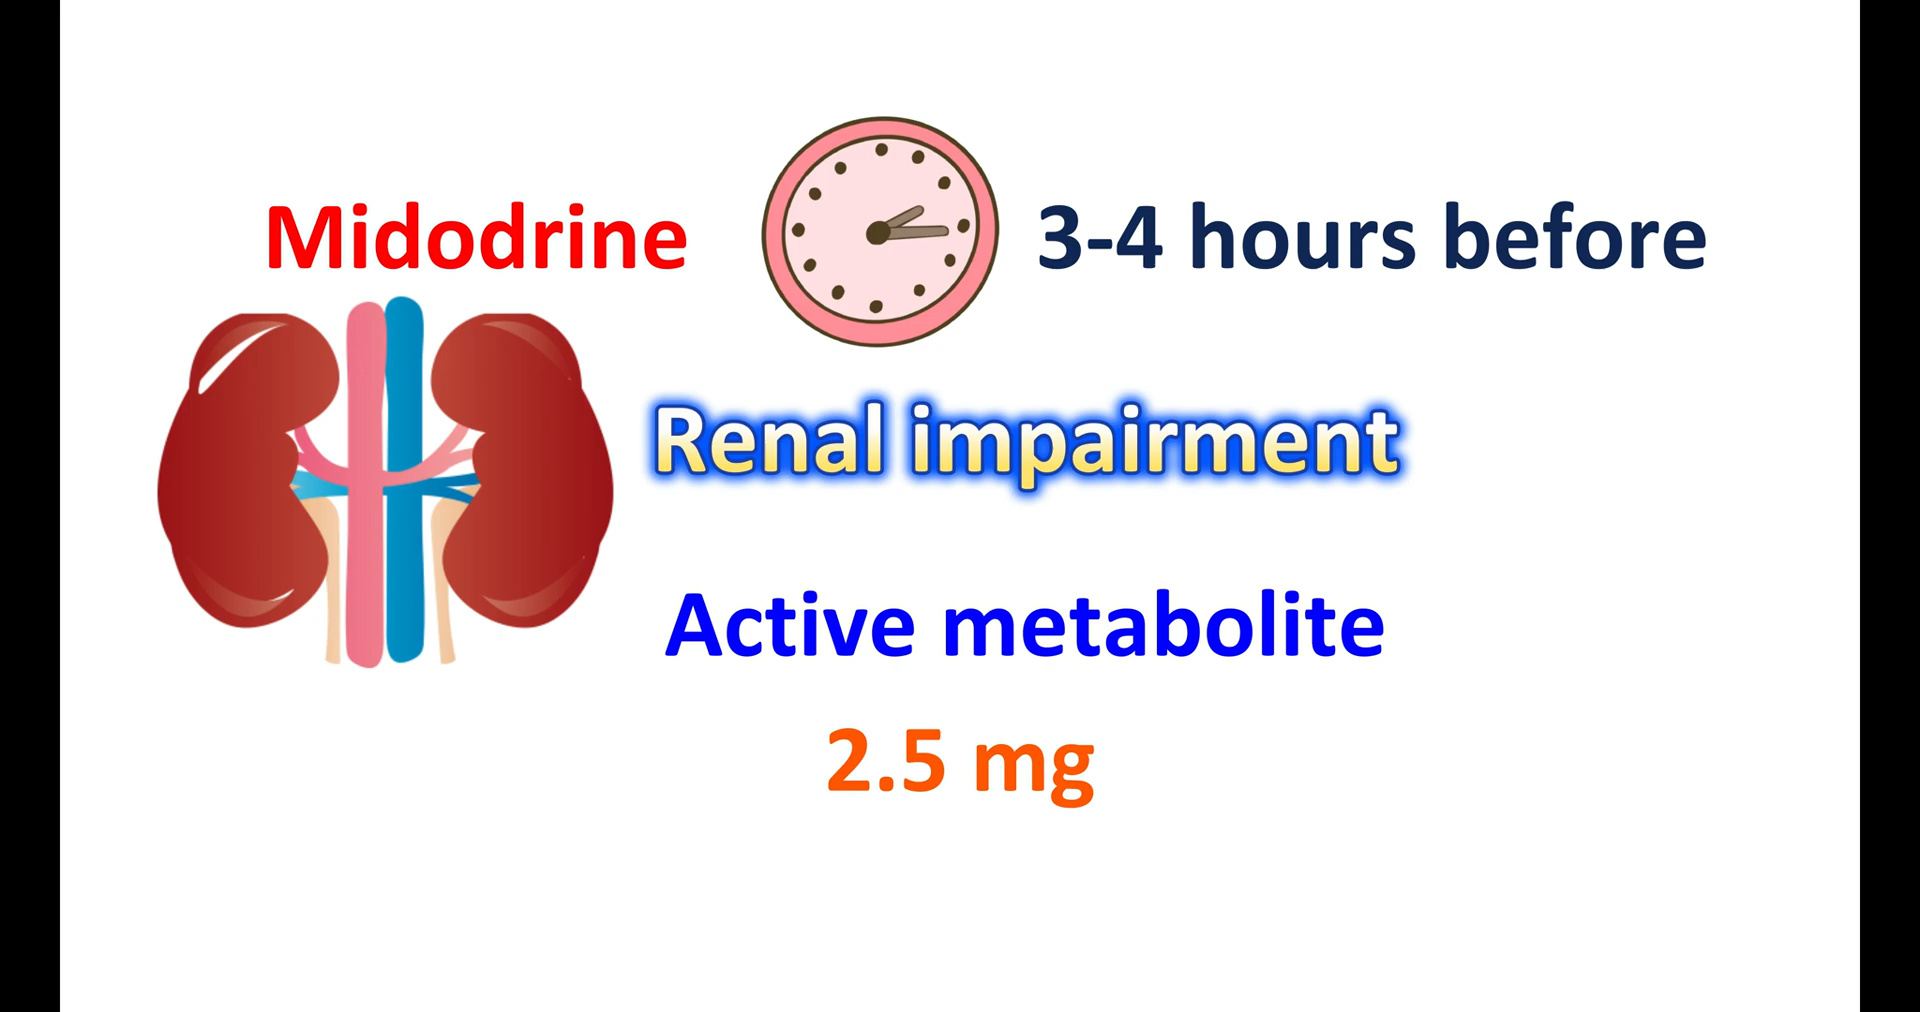 Midodrine
3-4 hours before
Renal impairment
Active metabolite
2.5 mg